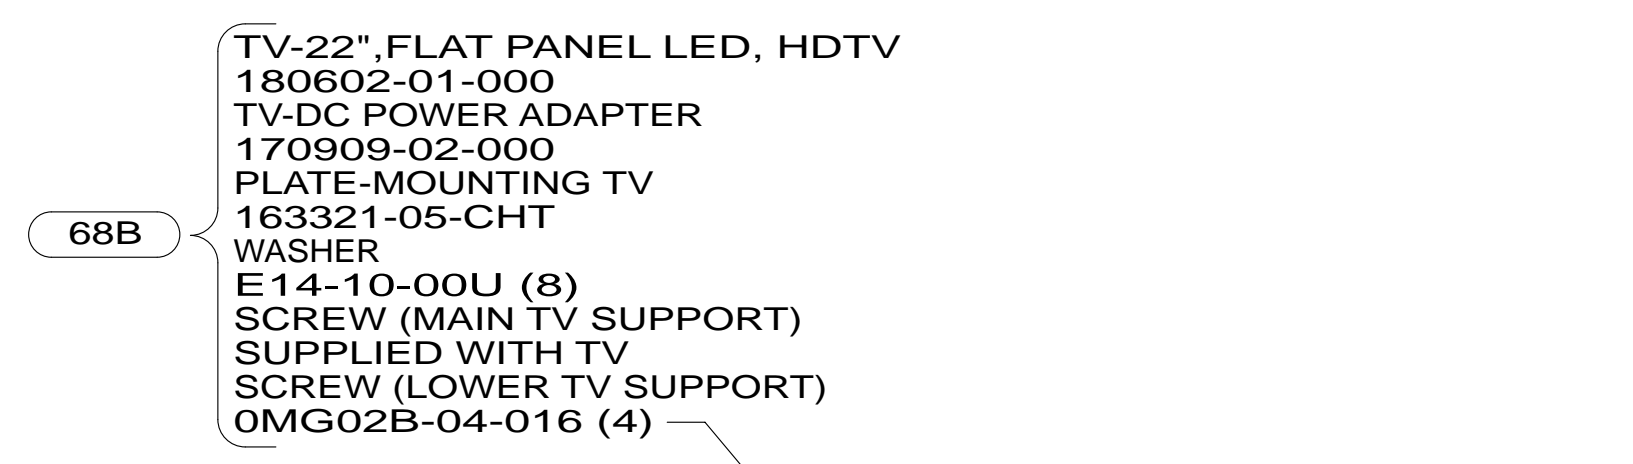 TV-22",FLAT PANEL LED, HDTV
180602-01-000
TV-DC POWER ADAPTER
170909-02-000
PLATE-MOUNTING TV
163321-05-CHT
68B
WASHER
E14-10-00U (8)
SCREW (MAIN TV SUPPORT)
SUPPLIED WITH TV
SCREW (LOWER TV SUPPORT)
0MG02B-04-016 (4)